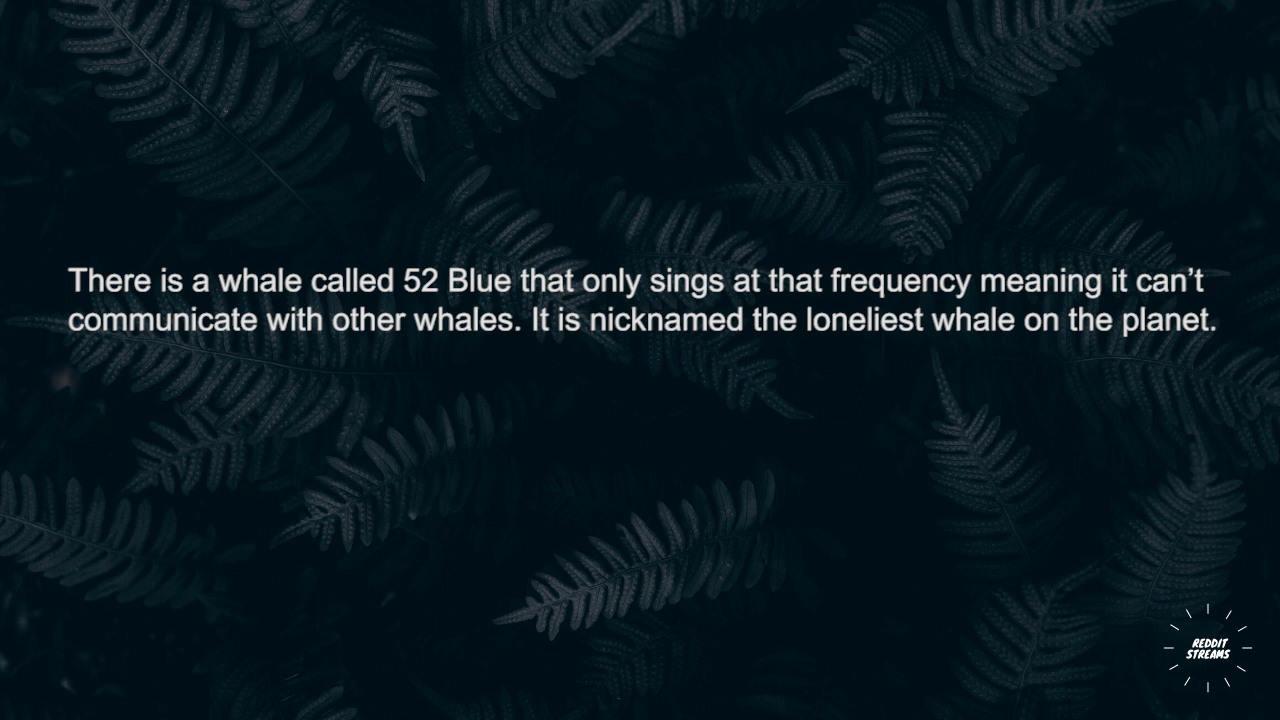 There is a whale called 52 Blue that only sings at that frequency meaning it can’t
communicate with other whales. It is nicknamed the loneliest whale on the planet.
REDDIT
STREAMS